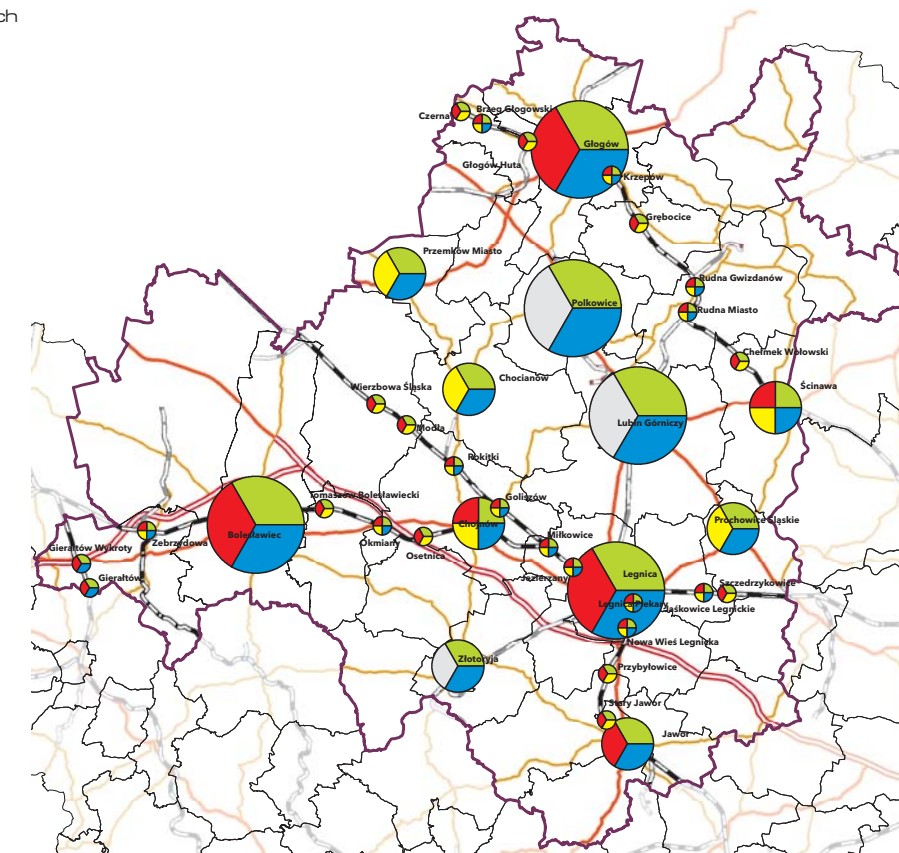 ch
Brzeg Głogowski
Czerna
Głogów
Głogów Huta
Krzepów
Grębocice
Przemków Miasto
Rudna Gwizdanów
Polkowice
Rudna Miasto
Chełmek Wołowski
Chocianów
Wierzbowa Śląska
Ścinawa
Lubin Górniczy
Modła
Rokitki
Tomaszów Bolesławiecki
Goliszów
Prochowice Śląskie
Chojnów
Bolesławiec
Miłkowice
Zebrzydowa
Okmiany
Gierałtów Wykroty
Osetnica
Legnica
Jezierzany
Gierałtów
Szczedrzykowice
Legnica Piekary
Jaśkowice Legnickie
Nowa Wieś Legnicka
Złotoryja
Przybyłowice
Stary Jawor
Jawor